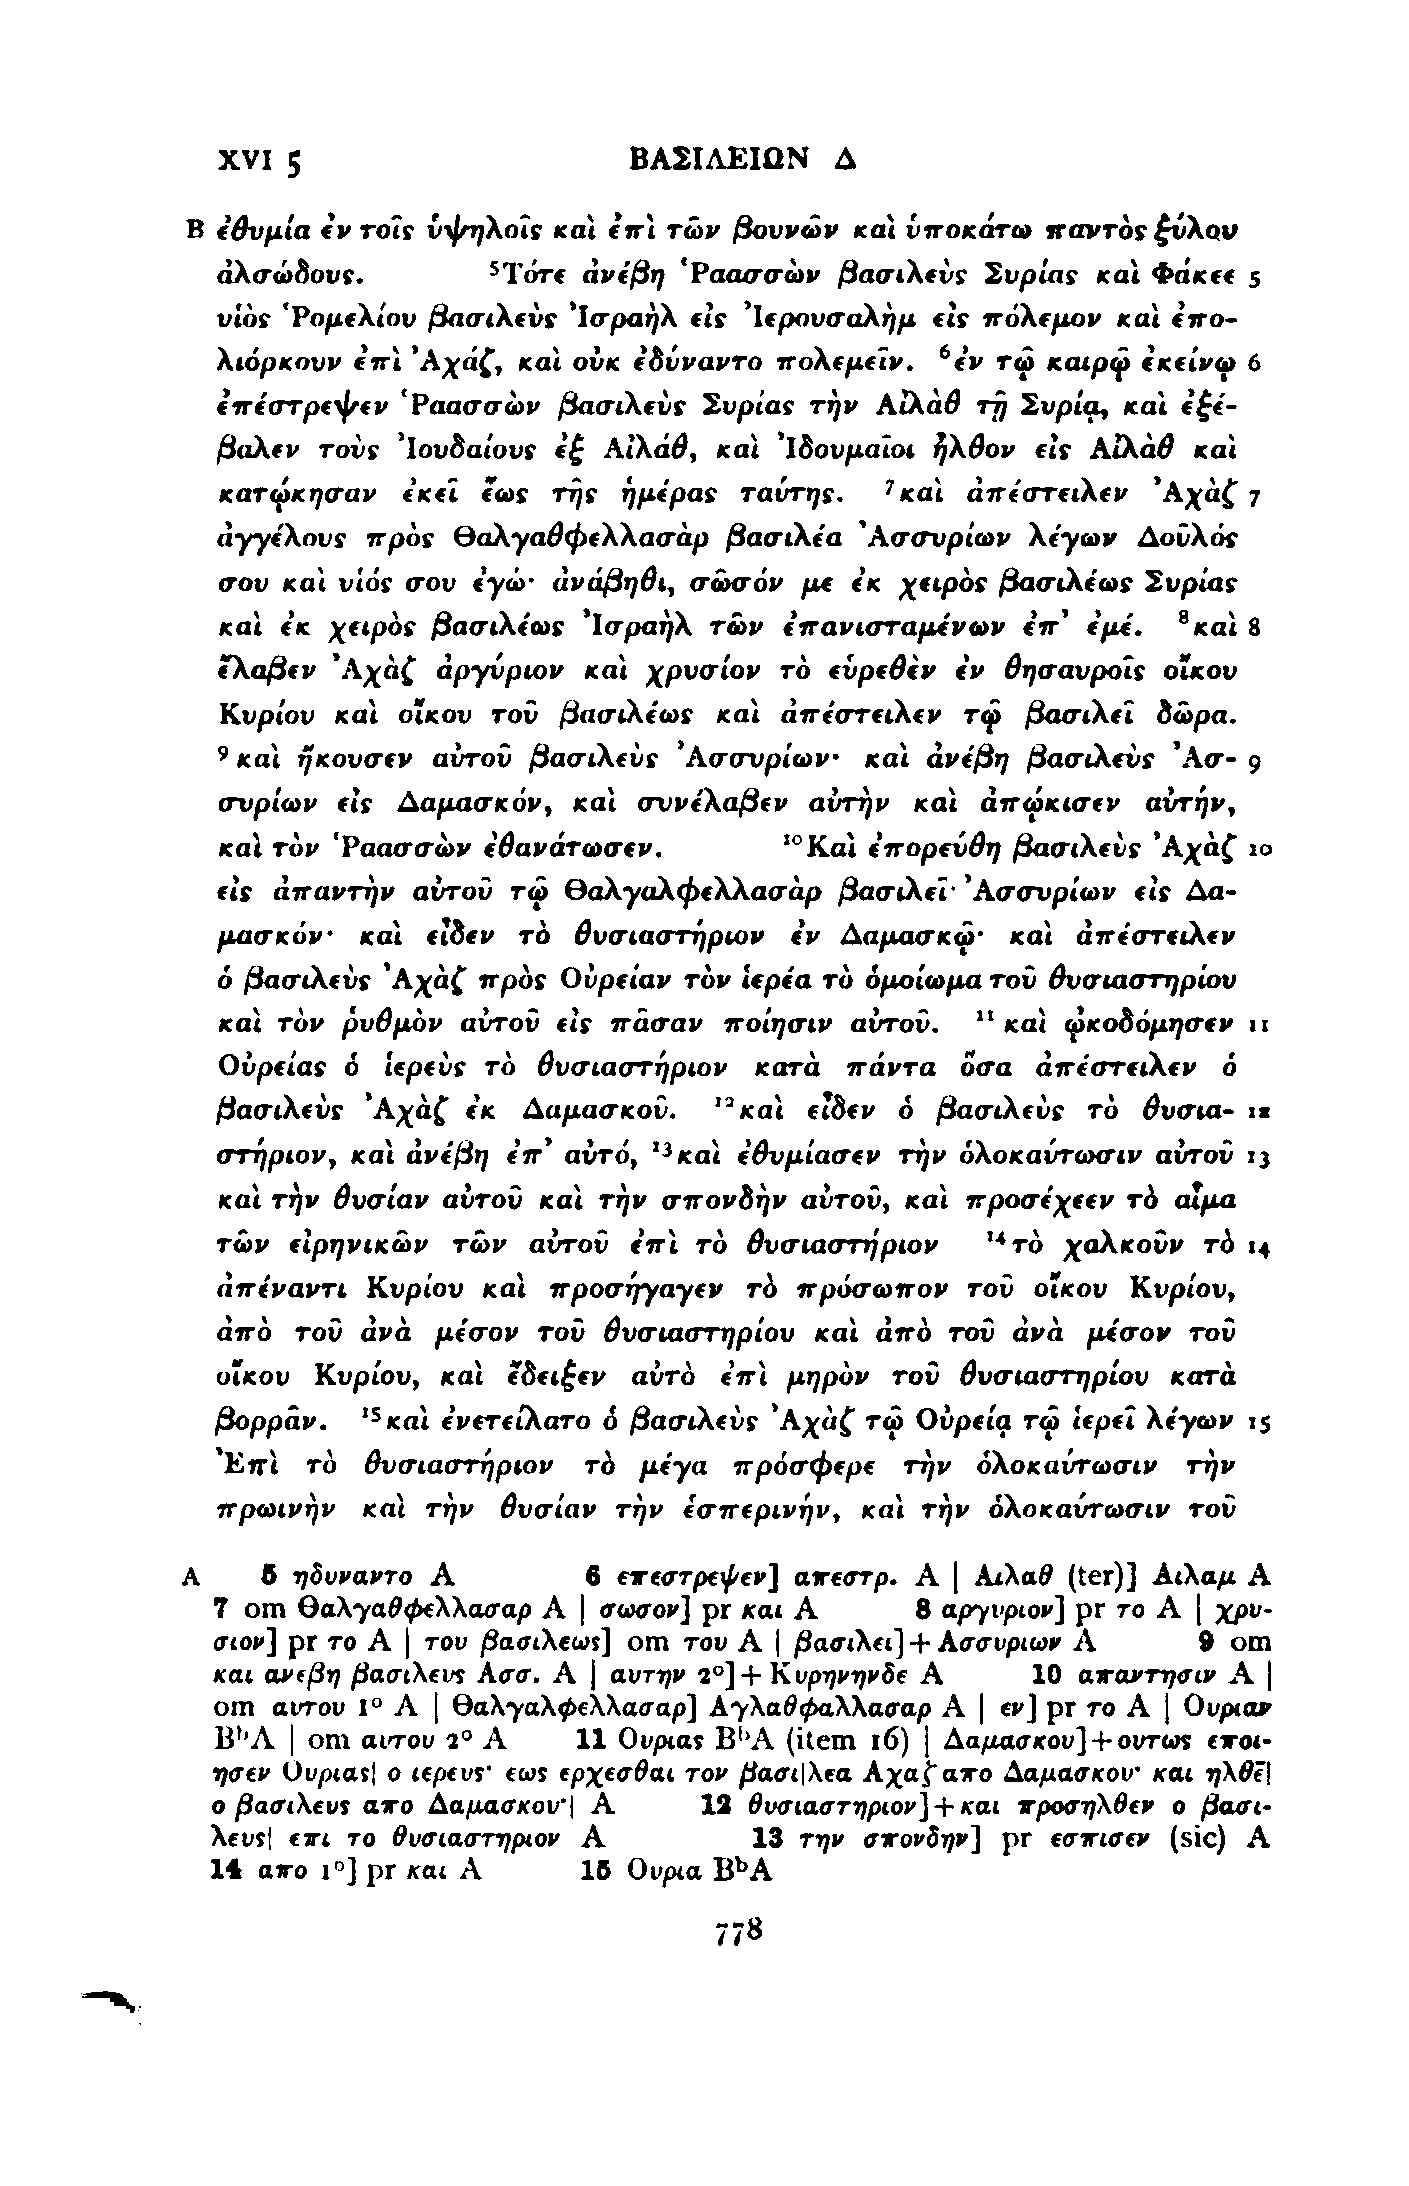 XVI 5 ΒΑΣΙΛΕΙΩΝ Δ
B ἐθυμία ἐν τοῖς ὑψηλοῖς καὶ ἐπὶ τῶν βουνῶν καὶ ὑποκάτω παντὸς ξύλου
ἀλσώδους. ⁵Τότε ἀνέβη Ῥαασσὼν βασιλεὺς Συρίας καὶ Φάκεε 5
υἱὸς Ῥομελίου βασιλεὺς Ἰσραὴλ εἰς Ἰερουσαλὴμ εἰς πόλεμον καὶ ἐπο-
λιόρκουν ἐπὶ Ἀχάζ, καὶ οὐκ ἐδύναντο πολεμεῖν. ⁶ἐν τῷ καιρῷ ἐκείνῳ 6
ἐπέστρεψεν Ῥαασσὼν βασιλεὺς Συρίας τὴν Αἰλὰθ τῇ Συρίᾳ, καὶ ἐξέ-
βαλεν τοὺς Ἰουδαίους ἐξ Αἰλάθ, καὶ Ἰδουμαῖοι ἦλθον εἰς Αἰλὰθ καὶ
κατῴκησαν ἐκεῖ ἕως τῆς ἡμέρας ταύτης. ⁷καὶ ἀπέστειλεν Ἀχὰζ 7
ἀγγέλους πρὸς Θαλγαθφελλασὰρ βασιλέα Ἀσσυρίων λέγων Δοῦλός
σου καὶ υἱός σου ἐγώ· ἀνάβηθι, σῶσόν με ἐκ χειρὸς βασιλέως Συρίας
καὶ ἐκ χειρὸς βασιλέως Ἰσραὴλ τῶν ἐπανισταμένων ἐπ’ ἐμέ. ⁸καὶ 8
ἔλαβεν Ἀχὰζ ἀργύριον καὶ χρυσίον τὸ εὑρεθὲν ἐν θησαυροῖς οἴκου
Κυρίου καὶ οἴκου τοῦ βασιλέως καὶ ἀπέστειλεν τῷ βασιλεῖ δῶρα.
⁹καὶ ἤκουσεν αὐτοῦ βασιλεὺς Ἀσσυρίων· καὶ ἀνέβη βασιλεὺς Ἀσ- 9
συρίων εἰς Δαμασκόν, καὶ συνέλαβεν αὐτὴν καὶ ἀπῴκισεν αὐτήν,
καὶ τὸν Ῥαασσὼν ἐθανάτωσεν. ¹⁰Καὶ ἐπορεύθη βασιλεὺς Ἀχὰζ 10
εἰς ἀπαντὴν αὐτοῦ τῷ Θαλγαλφελλασὰρ βασιλεῖ Ἀσσυρίων εἰς Δα-
μασκόν· καὶ εἶδεν τὸ θυσιαστήριον ἐν Δαμασκῷ· καὶ ἀπέστειλεν
ὁ βασιλεὺς Ἀχὰζ πρὸς Οὐρείαν τὸν ἱερέα τὸ ὁμοίωμα τοῦ θυσιαστηρίου
καὶ τὸν ῥυθμὸν αὐτοῦ εἰς πᾶσαν ποίησιν αὐτοῦ. ¹¹καὶ ᾠκοδόμησεν 11
Οὐρείας ὁ ἱερεὺς τὸ θυσιαστήριον κατὰ πάντα ὅσα ἀπέστειλεν ὁ
βασιλεὺς Ἀχὰζ ἐκ Δαμασκοῦ. ¹²καὶ εἶδεν ὁ βασιλεὺς τὸ θυσια- 12
στήριον, καὶ ἀνέβη ἐπ’ αὐτό, ¹³καὶ ἐθυμίασεν τὴν ὁλοκαύτωσιν αὐτοῦ 13
καὶ τὴν θυσίαν αὐτοῦ καὶ τὴν σπονδὴν αὐτοῦ, καὶ προσέχεεν τὸ αἷμα
τῶν εἰρηνικῶν τῶν αὐτοῦ ἐπὶ τὸ θυσιαστήριον ¹⁴τὸ χαλκοῦν τὸ 14
ἀπέναντι Κυρίου καὶ προσήγαγεν τὸ πρόσωπον τοῦ οἴκου Κυρίου,
ἀπὸ τοῦ ἀνὰ μέσον τοῦ θυσιαστηρίου καὶ ἀπὸ τοῦ ἀνὰ μέσον τοῦ
οἴκου Κυρίου, καὶ ἔδειξεν αὐτὸ ἐπὶ μηρὸν τοῦ θυσιαστηρίου κατὰ
βορρᾶν. ¹⁵καὶ ἐνετείλατο ὁ βασιλεὺς Ἀχὰζ τῷ Οὐρείᾳ τῷ ἱερεῖ λέγων 15
Ἐπὶ τὸ θυσιαστήριον τὸ μέγα πρόσφερε τὴν ὁλοκαύτωσιν τὴν
πρωινὴν καὶ τὴν θυσίαν τὴν ἑσπερινήν, καὶ τὴν ὁλοκαύτωσιν τοῦ
A 5 ηδυναντο A 6 επεστρεψεν] απεστρ. A | Αιλαθ (ter)] Αιλαμ A
7 om Θαλγαθφελλασαρ A | σωσον] pr και A 8 αργυριον] pr το A | χρυ-
σιον] pr το A | του βασιλεως] om του A | βασιλει]+Ασσυριων A 9 om
και ανεβη βασιλευς Ασσ. A | αυτην 2°]+Κυρηνηνδε A 10 απαντησιν A |
om αυτου 1° A | Θαλγαλφελλασαρ] Αγλαθφαλλασαρ A | εν] pr το A | Ουριαν
BᵇA | om αυτου 2° A 11 Ουριας BᵇA (item 16) | Δαμασκου]+ουτως εποι-
ησεν Ουριας| ο ιερευς· εως ερχεσθαι τον βασι|λεα Αχαζ απο Δαμασκου· και ηλθε̄|
ο βασιλευς απο Δαμασκου·| A 12 θυσιαστηριον]+και προσηλθεν ο βασι-
λευς| επι το θυσιαστηριον A 13 την σπονδην] pr εσπισεν (sic) A
14 απο 1°] pr και A 15 Ουρια BᵇA
778